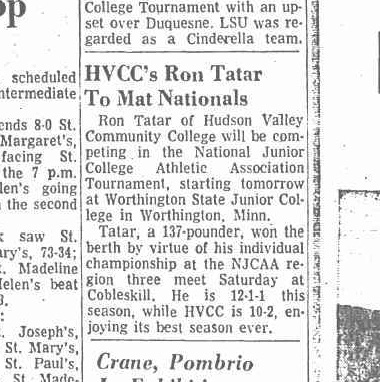 op
scheduled
ntermediate
ends 8-0 St.
Margaret's,
facing St.
the 7 p.m.
len's going
the second
saw St.
ry's, 73-34;
Madeline
Helen's beat
3.
:
Joseph's,
St. Mary's,
St. Paul's,
St. Made-
College Tournament with an up-
set over Duquesne. LSU was re-
garded as a Cinderella team.
HVCC's Ron Tatar
To Mat Nationals
Ron Tatar of Hudson Valley
Community College will be com-
peting in the National Junior
College Athletic Association
Tournament, starting tomorrow
at Worthington State Junior Col-
lege in Worthington, Minn.
Tatar, a 137-pounder, won the
berth by virtue of his individual
championship at the NJCAA re-
gion three meet Saturday at
Cobleskill. He is 12-1-1 this
season, while HVCC is 10-2, en-
joying its best season ever.
Crane, Pombrio